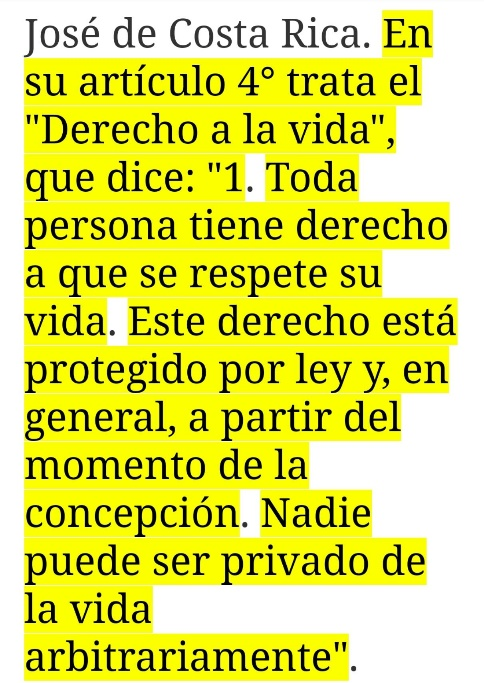 José de Costa Rica. En
su artículo 4° trata el
"Derecho a la vida",
que dice: "1. Toda
persona tiene derecho
a que se respete su
vida. Este derecho está
protegido por ley y, en
general, a partir del
momento de la
concepción. Nadie
puede ser privado de
la vida
arbitrariamente".